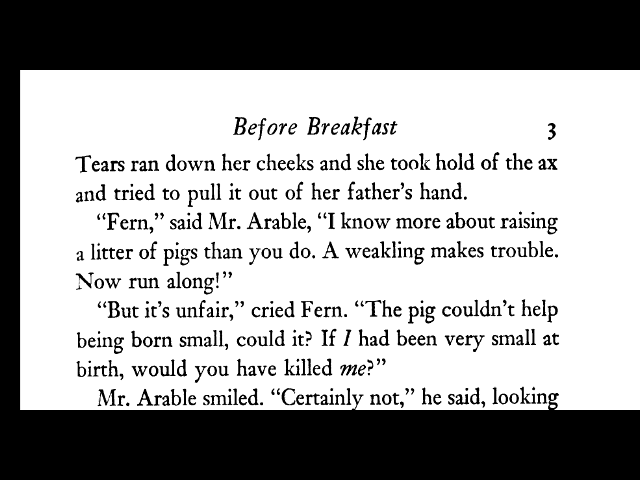 Before Breakfast 3
Tears ran down her cheeks and she took hold of the ax
and tried to pull it out of her father's hand.
"Fern," said Mr. Arable, "I know more about raising
a litter of pigs than you do. A weakling makes trouble.
Now run along!"
"But it's unfair," cried Fern. "The pig couldn't help
being born small, could it? If I had been very small at
birth, would you have killed me?"
Mr. Arable smiled. "Certainly not," he said, looking